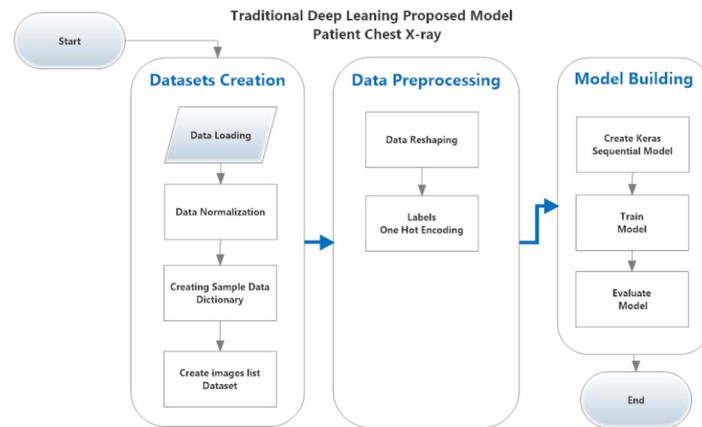 Traditional Deep Leaning Proposed Model
Patient Chest X-ray
Start
Datasets Creation
Data Loading
Data Normalization
Creating Sample Data
Dictionary
Create images list
Dataset
Data Preprocessing
Data Reshaping
Labels
One Hot Encoding
Model Building
Create Keras
Sequential Model
Train
Model
Evaluate
Model
End